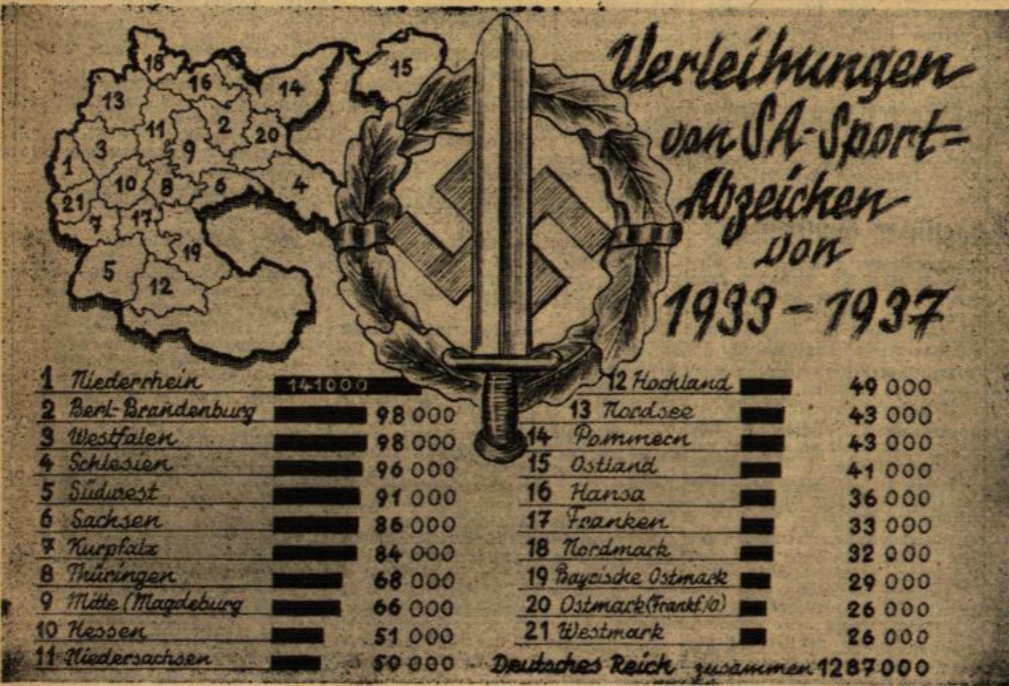 Verleihungen
von SA-Sport-
Abzeichen
von
1933-1937
18
16
14
15
13
11
2
20
3
9
1
10
8
6
4
21
7
17
19
5
12
1 Niederrhein 141000
2 Berl-Brandenburg 98 000
3 Westfalen 98 000
4 Schlesien 96 000
5 Südwest 91 000
6 Sachsen 86 000
7 Kurpfalz 84 000
8 Thüringen 68 000
9 Mitte (Magdeburg 66 000
10 Hessen 51 000
11 Niedersachsen 50 000
12 Hochland 49 000
13 Nordsee 43 000
14 Pommern 43 000
15 Ostland 41 000
16 Hansa 36 000
17 Franken 33 000
18 Nordmark 32 000
19 Bayrische Ostmark 29 000
20 Ostmark (Frankf./O) 26 000
21 Westmark 26 000
Deutsches Reich zusammen 1287000